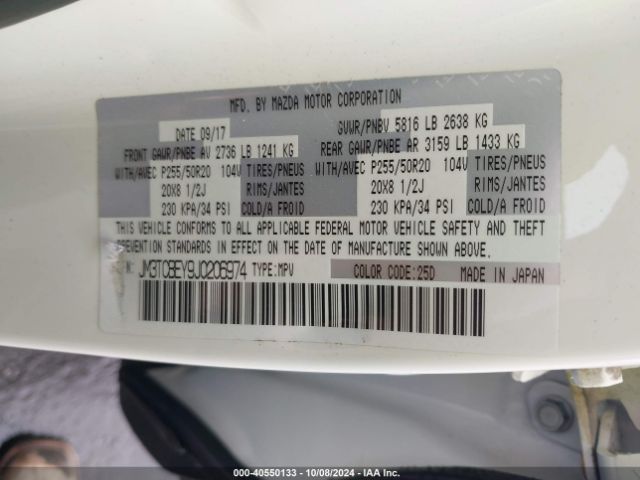 MFD. BY MAZDA MOTOR CORPORATION
DATE 09/17 GVWR/PNBV 5816 LB 2638 KG
FRONT GAWR/PNBE AV 2736 LB 1241 KG REAR GAWR/PNBE AR 3159 LB 1433 KG
WITH/AVEC P255/50R20 104V TIRES/PNEUS WITH/AVEC P255/50R20 104V TIRES/PNEUS
20X8 1/2J RIMS/JANTES 20X8 1/2J RIMS/JANTES
230 KPA/34 PSI COLD/A FROID 230 KPA/34 PSI COLD/A FROID
THIS VEHICLE CONFORMS TO ALL APPLICABLE FEDERAL MOTOR VEHICLE SAFETY AND THEFT
PREVENTION STANDARDS IN EFFECT ON THE DATE OF MANUFACTURE SHOWN ABOVE.
JM3TCBEY9J0206974 TYPE:MPV COLOR CODE:25D MADE IN JAPAN
000-40550133 - 10/08/2024 - IAA Inc.